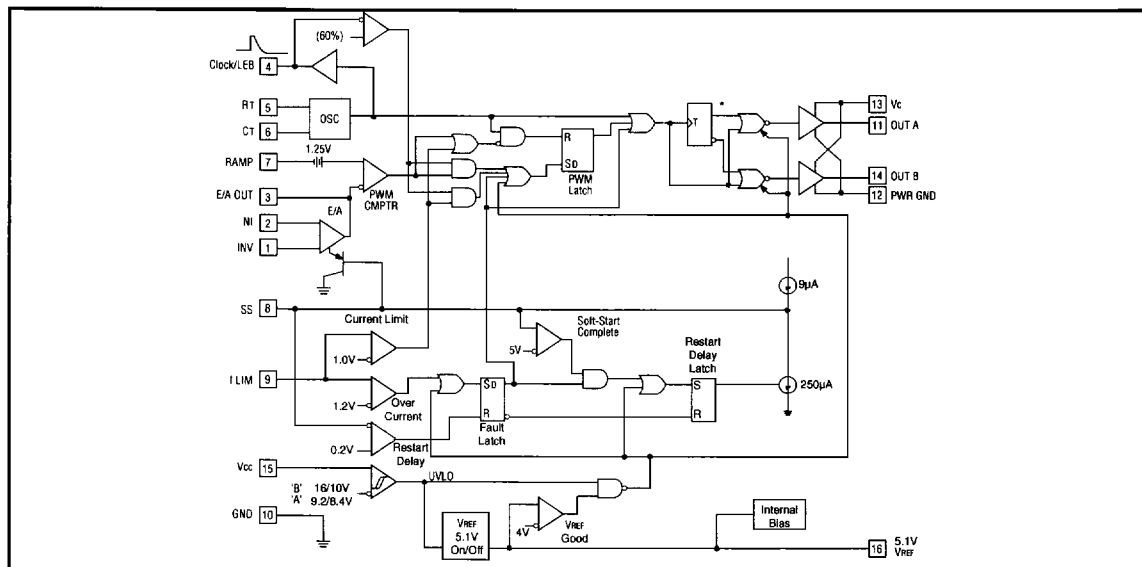 (60%)
Clock/LEB 4
RT 5
CT 6
OSC
RAMP 7
1.25V
E/A OUT 3
PWM
CMPTR
NI 2
INV 1
E/A
R
SD
PWM
Latch
T
*
13 Vc
11 OUT A
14 OUT B
12 PWR GND
9µA
SS 8
Current Limit
1.0V
Soft-Start
Complete
5V
Restart
Delay
Latch
S
R
250µA
I LIM 9
1.2V
Over
Current
SD
R
Fault
Latch
0.2V
Restart
Delay
Vcc 15
'B' 16/10V
'A' 9.2/8.4V
UVLO
GND 10
VREF
5.1V
On/Off
4V
VREF
Good
Internal
Bias
16 5.1V
VREF